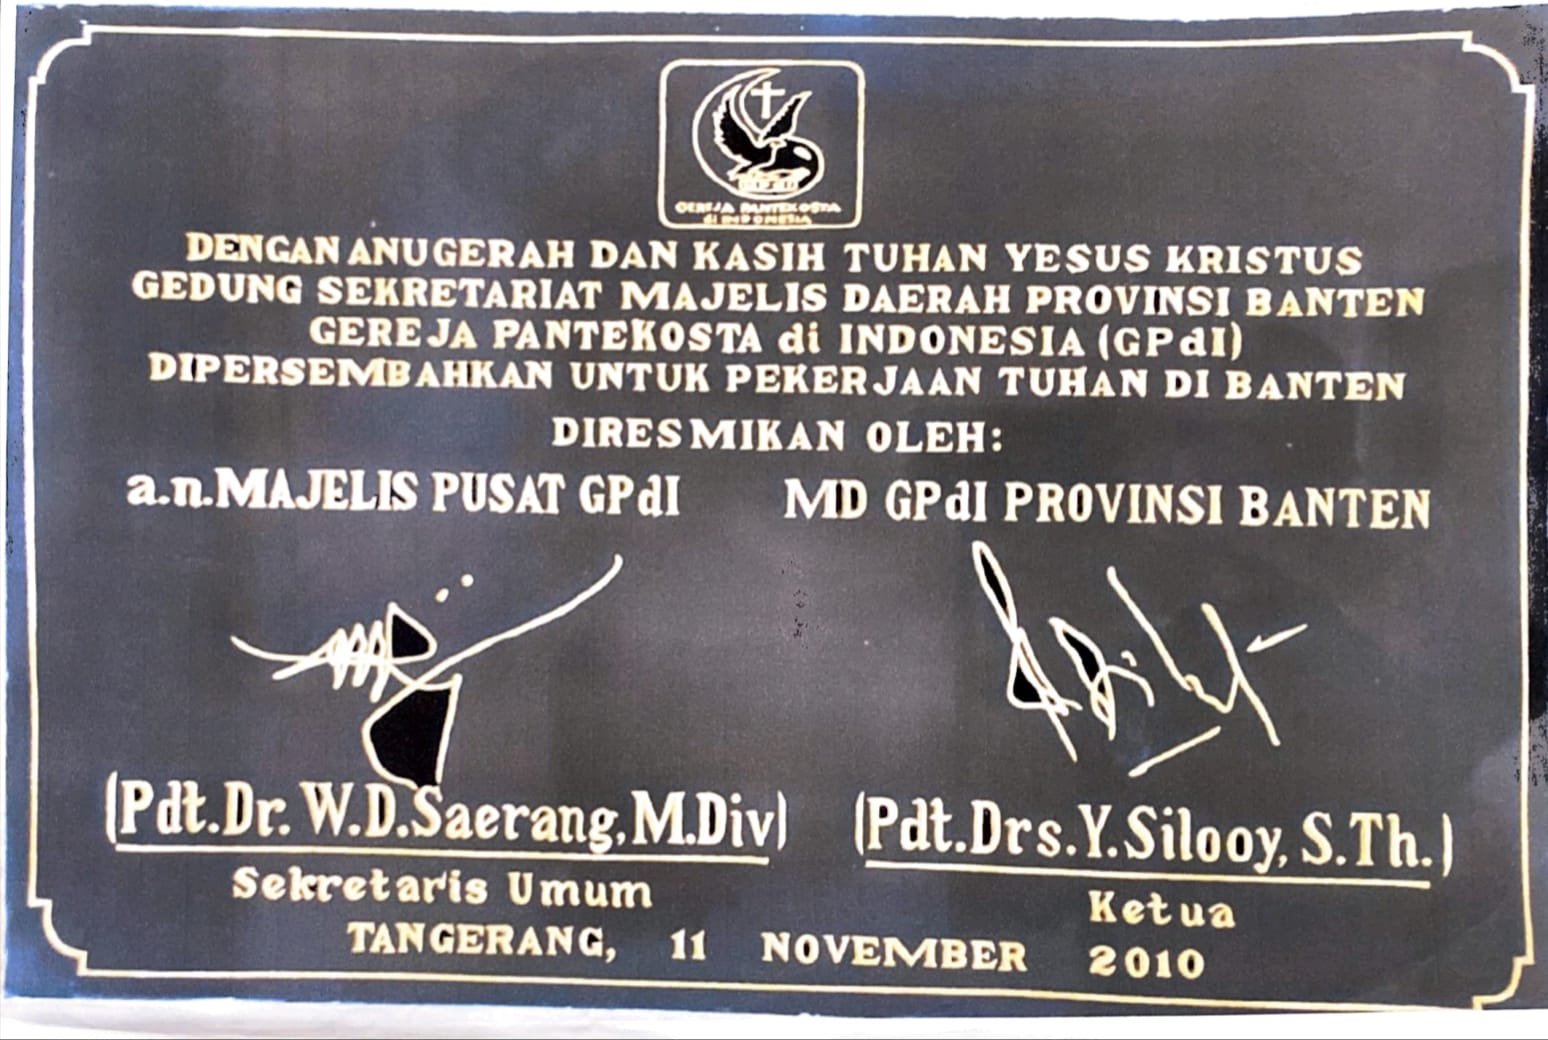 GEREJA PANTEKOSTA
di INDONESIA
DENGAN ANUGERAH DAN KASIH TUHAN YESUS KRISTUS
GEDUNG SEKRETARIAT MAJELIS DAERAH PROVINSI BANTEN
GEREJA PANTEKOSTA di INDONESIA (GPdI)
DIPERSEMBAHKAN UNTUK PEKERJAAN TUHAN DI BANTEN
DIRESMIKAN OLEH:
a.n.MAJELIS PUSAT GPdI MD GPdI PROVINSI BANTEN
(Pdt.Dr. W.D.Saerang,M.Div) (Pdt.Drs.Y.Silooy, S.Th.)
Sekretaris Umum Ketua
TANGERANG, 11 NOVEMBER 2010